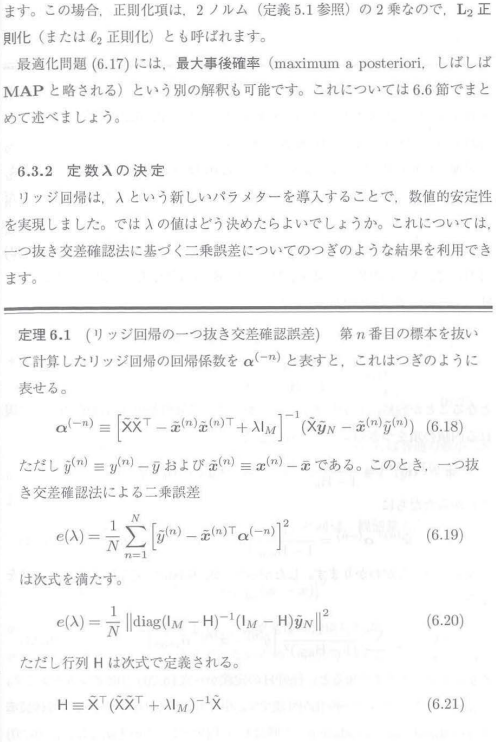 ます。この場合，正則化項は，2 ノルム（定義 5.1 参照）の 2 乗なので，L₂ 正
則化（または ℓ₂ 正則化）とも呼ばれます。
最適化問題 (6.17) には，最大事後確率（maximum a posteriori，しばしば
MAP と略される）という別の解釈も可能です。これについては 6.6 節でまと
めて述べましょう。
6.3.2 定数λの決定
リッジ回帰は，λ という新しいパラメターを導入することで，数値的安定性
を実現しました。では λ の値はどう決めたらよいでしょうか。これについては，
一つ抜き交差確認法に基づく二乗誤差についてのつぎのような結果を利用でき
ます。
定理 6.1 （リッジ回帰の一つ抜き交差確認誤差） 第 n 番目の標本を抜い
て計算したリッジ回帰の回帰係数を α⁽⁻ⁿ⁾ と表すと，これはつぎのように
表せる。
α⁽⁻ⁿ⁾ ≡ [X̃X̃⊤ − x̃⁽ⁿ⁾x̃⁽ⁿ⁾⊤ + λI_M]⁻¹ (X̃ỹ_N − x̃⁽ⁿ⁾ỹ⁽ⁿ⁾) (6.18)
ただし ỹ⁽ⁿ⁾ ≡ y⁽ⁿ⁾ − ȳ および x̃⁽ⁿ⁾ ≡ x⁽ⁿ⁾ − x̄ である。このとき，一つ抜
き交差確認法による二乗誤差
e(λ) = 1/N ∑_{n=1}^{N} [ỹ⁽ⁿ⁾ − x̃⁽ⁿ⁾⊤α⁽⁻ⁿ⁾]² (6.19)
は次式を満たす。
e(λ) = 1/N ‖diag(I_M − H)⁻¹(I_M − H)ỹ_N‖² (6.20)
ただし行列 H は次式で定義される。
H ≡ X̃⊤(X̃X̃⊤ + λI_M)⁻¹X̃ (6.21)